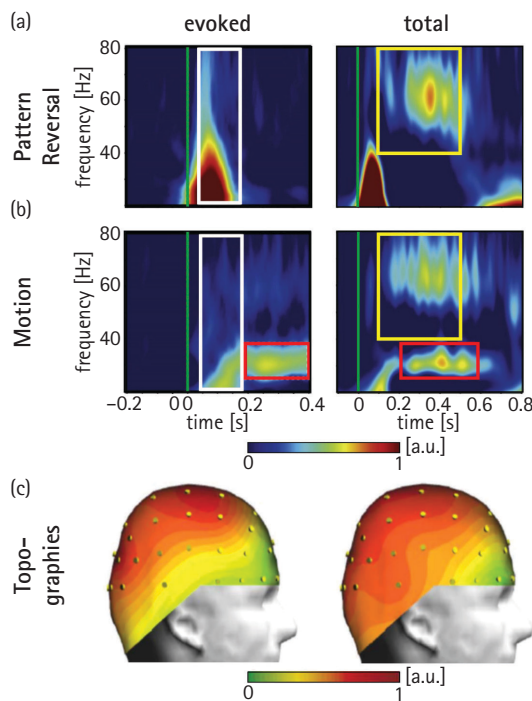 (a) evoked total
Pattern
Reversal
frequency [Hz]
80
60
40
(b)
Motion
frequency [Hz]
80
60
40
−0.2 0 0.2 0.4
time [s]
0 0.2 0.4 0.6 0.8
time [s]
0 1 [a.u.]
(c)
Topo-
graphies
0 1 [a.u.]